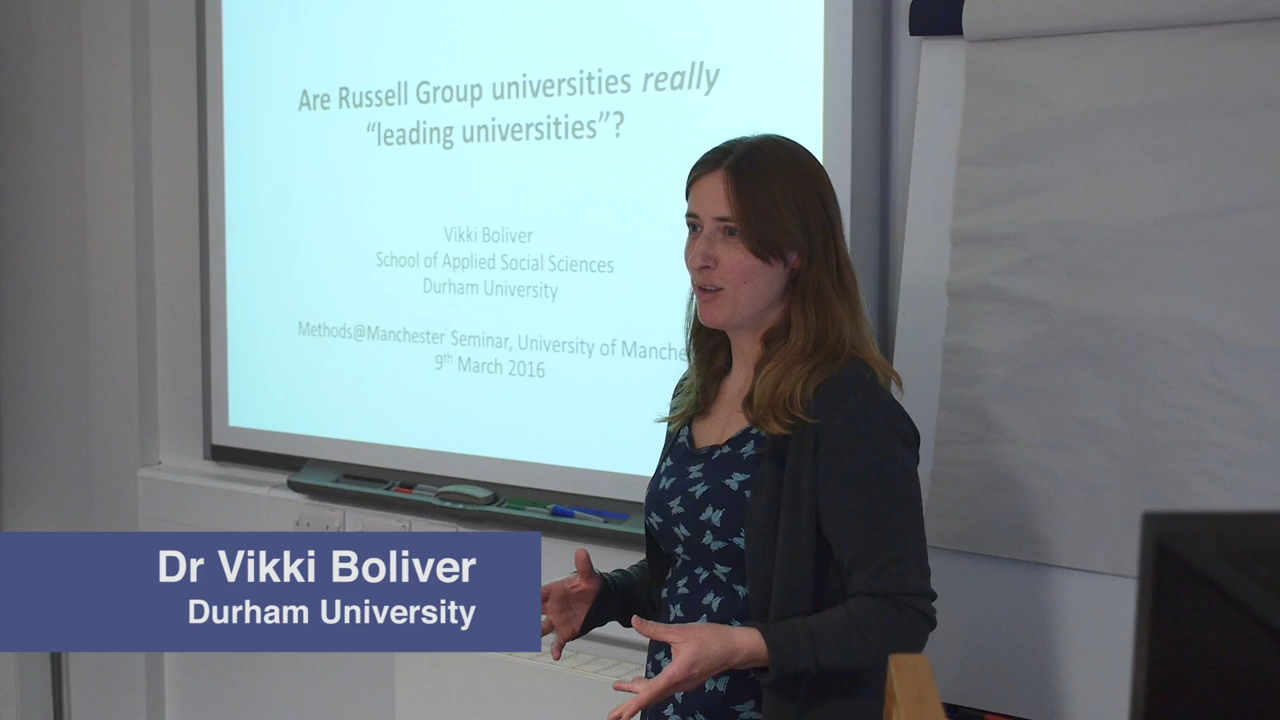 Are Russell Group universities really
“leading universities”?
Vikki Boliver
School of Applied Social Sciences
Durham University
Methods@Manchester Seminar, University of Manche
9th March 2016
Dr Vikki Boliver
Durham University